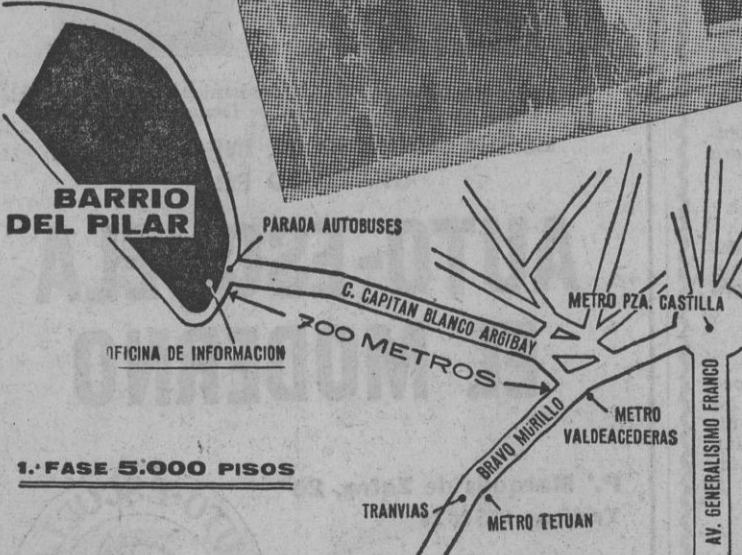 BARRIO
DEL PILAR
PARADA AUTOBUSES
C. CAPITAN BLANCO ARGIBAY
METRO PZA. CASTILLA
OFICINA DE INFORMACION
700 METROS
METRO
VALDEACEDERAS
BRAVO MURILLO
AV. GENERALISIMO FRANCO
1.ª FASE 5.000 PISOS
TRANVIAS
METRO TETUAN